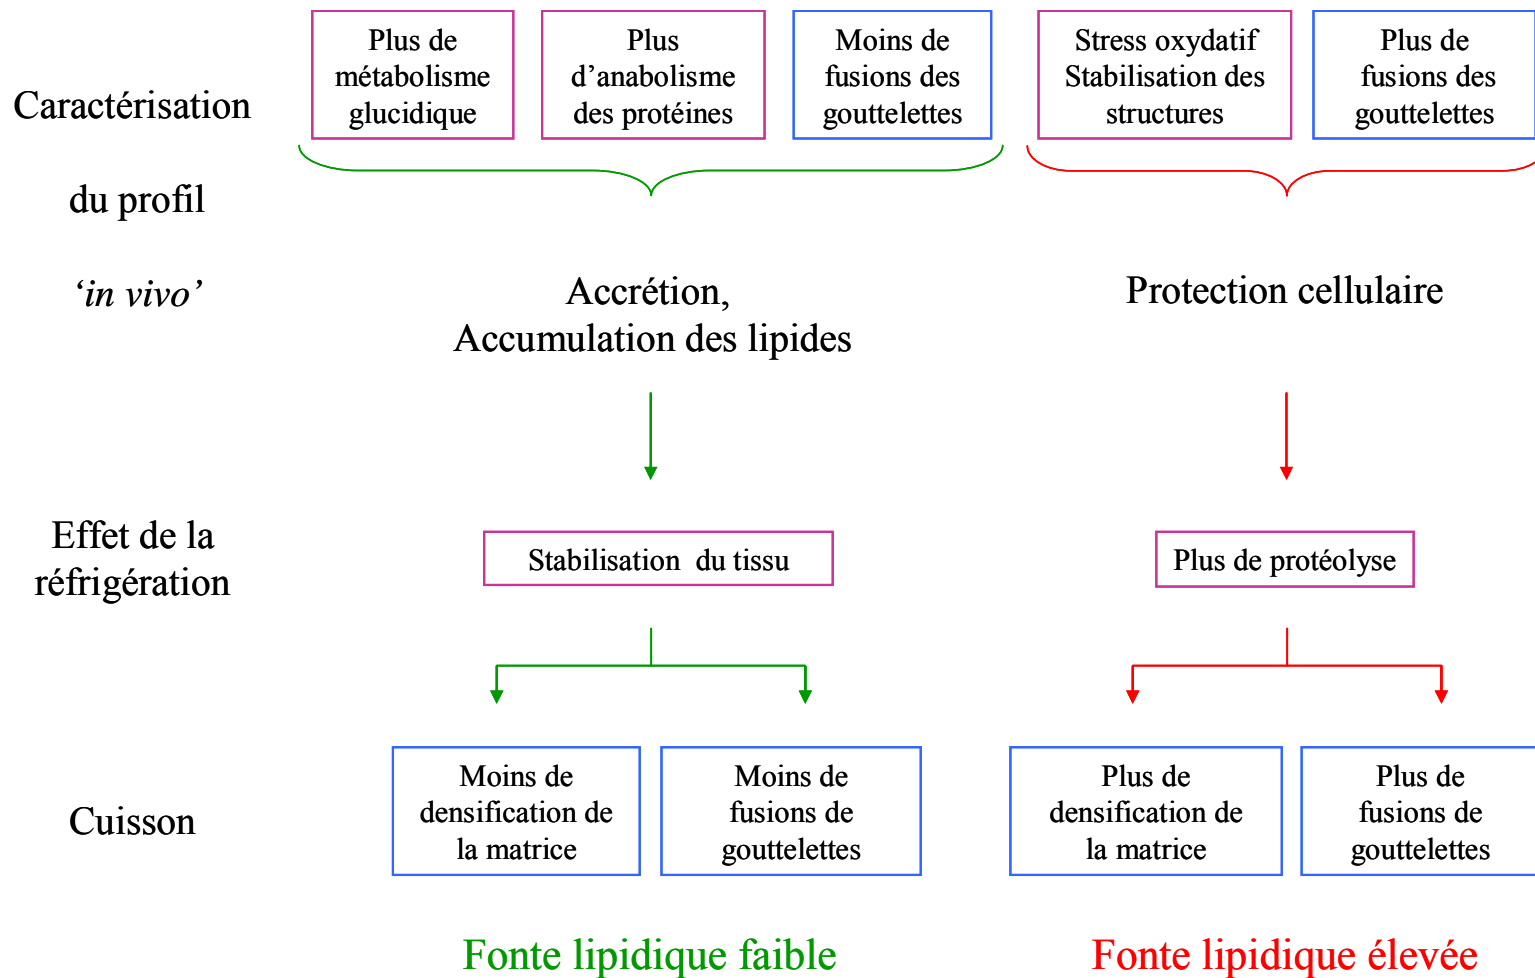 Caractérisation
du profil
‘in vivo’
Plus de
métabolisme
glucidique
Plus
d’anabolisme
des protéines
Moins de
fusions des
gouttelettes
Stress oxydatif
Stabilisation des
structures
Plus de
fusions des
gouttelettes
Accrétion,
Accumulation des lipides
Protection cellulaire
Effet de la
réfrigération
Stabilisation du tissu
Plus de protéolyse
Cuisson
Moins de
densification de
la matrice
Moins de
fusions de
gouttelettes
Plus de
densification de
la matrice
Plus de
fusions de
gouttelettes
Fonte lipidique faible
Fonte lipidique élevée